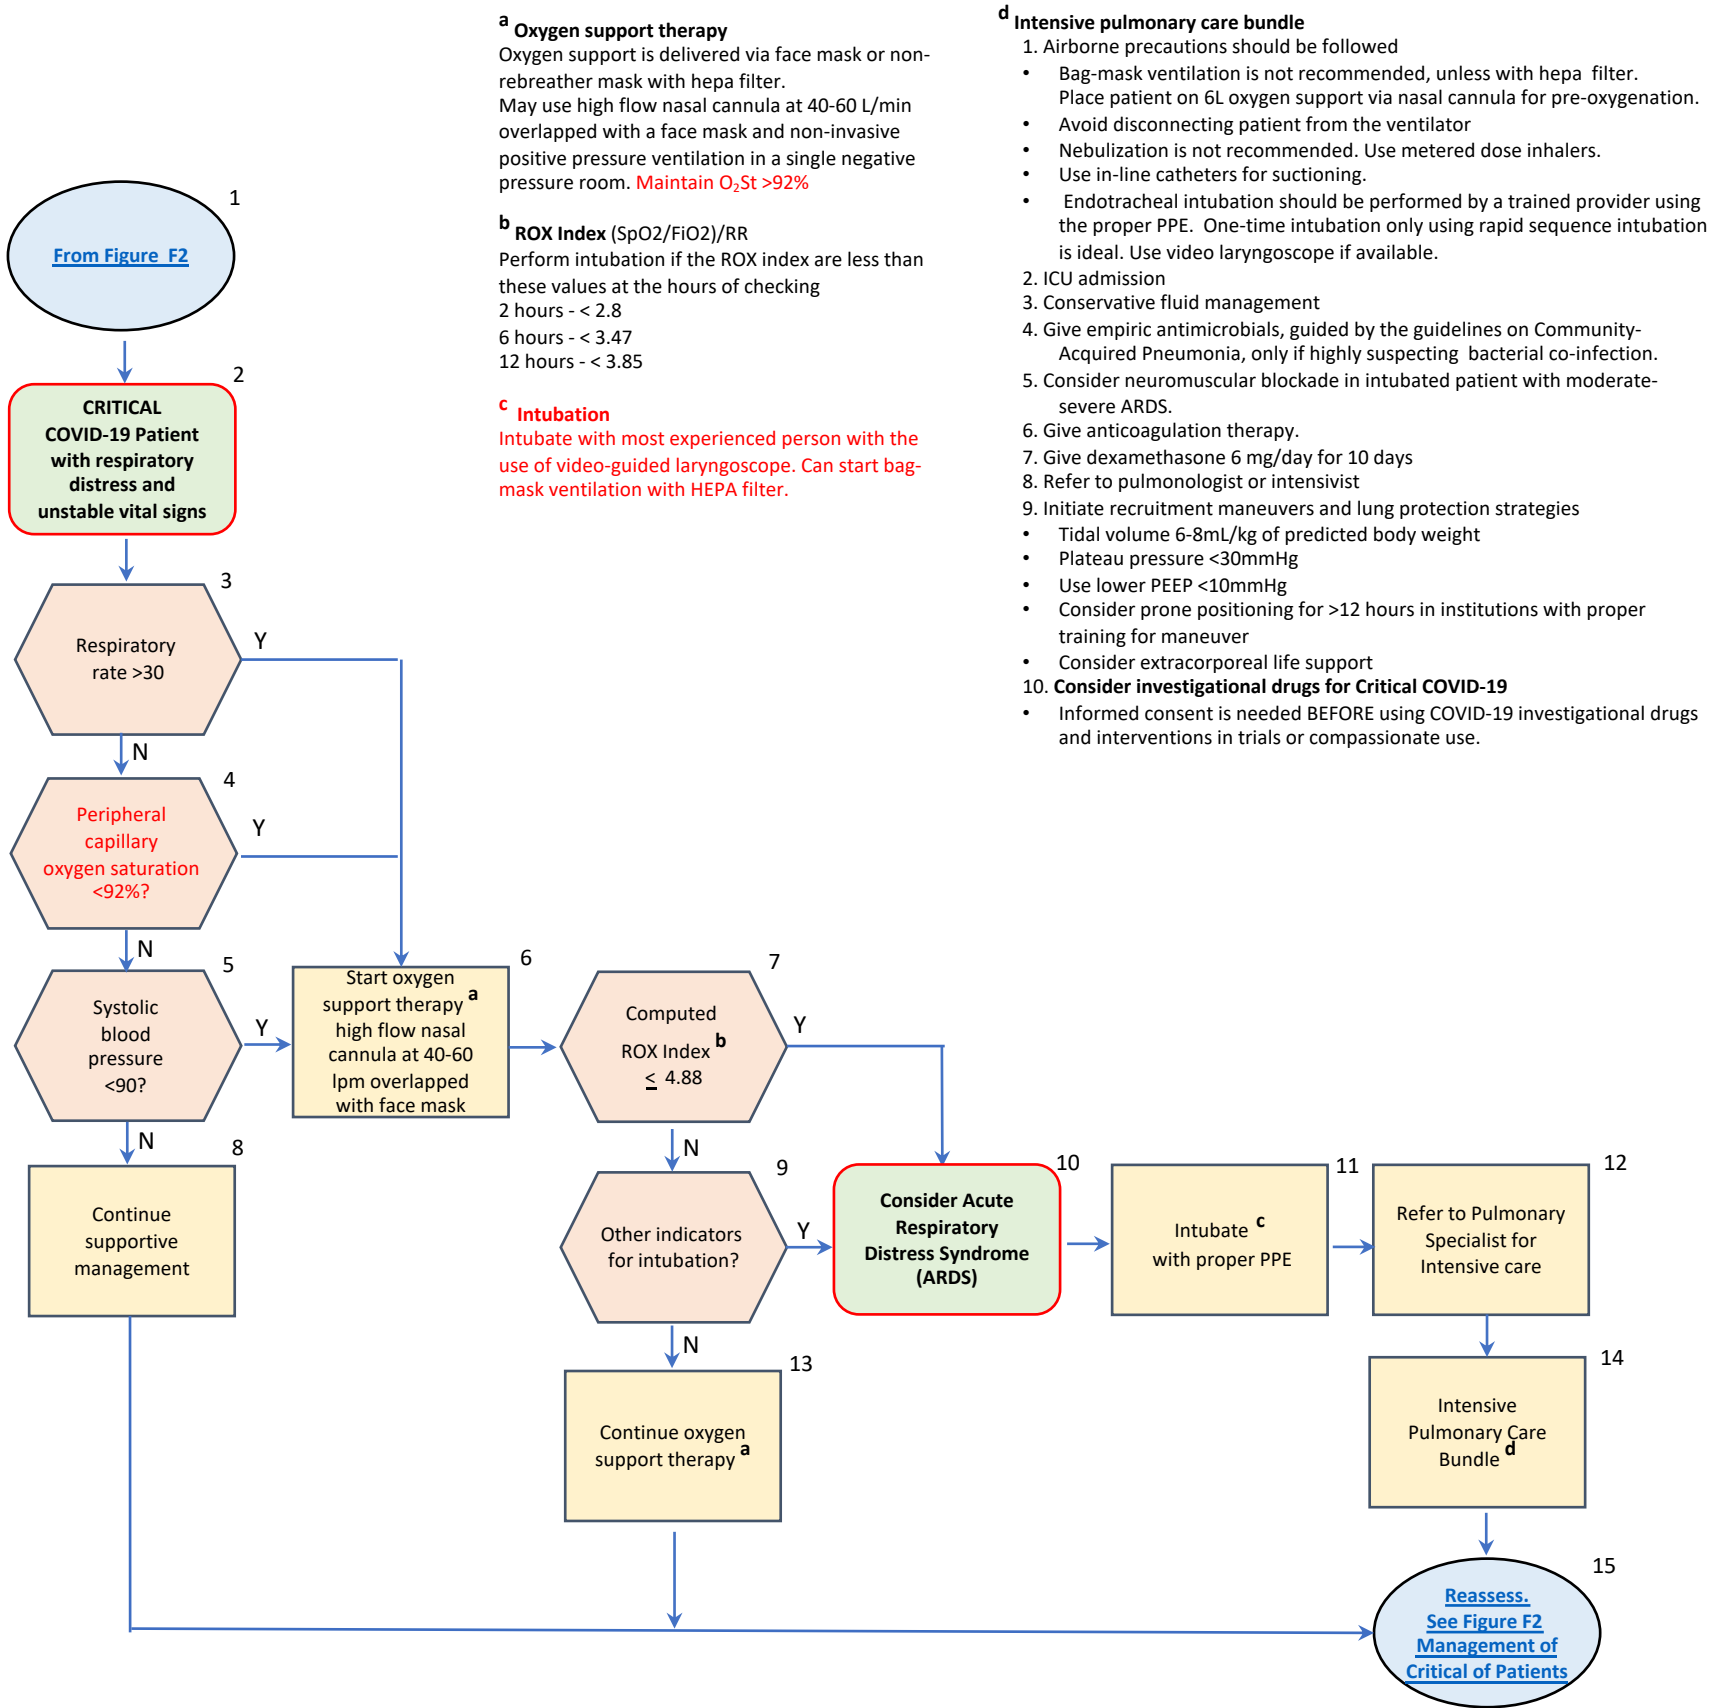 a Oxygen support therapy
Oxygen support is delivered via face mask or non-
rebreather mask with hepa filter.
May use high flow nasal cannula at 40-60 L/min
overlapped with a face mask and non-invasive
positive pressure ventilation in a single negative
pressure room. Maintain O₂St >92%
b ROX Index (SpO2/FiO2)/RR
Perform intubation if the ROX index are less than
these values at the hours of checking
2 hours - < 2.8
6 hours - < 3.47
12 hours - < 3.85
c Intubation
Intubate with most experienced person with the
use of video-guided laryngoscope. Can start bag-
mask ventilation with HEPA filter.
d Intensive pulmonary care bundle
1. Airborne precautions should be followed
• Bag-mask ventilation is not recommended, unless with hepa filter.
Place patient on 6L oxygen support via nasal cannula for pre-oxygenation.
• Avoid disconnecting patient from the ventilator
• Nebulization is not recommended. Use metered dose inhalers.
• Use in-line catheters for suctioning.
• Endotracheal intubation should be performed by a trained provider using
the proper PPE. One-time intubation only using rapid sequence intubation
is ideal. Use video laryngoscope if available.
2. ICU admission
3. Conservative fluid management
4. Give empiric antimicrobials, guided by the guidelines on Community-
Acquired Pneumonia, only if highly suspecting bacterial co-infection.
5. Consider neuromuscular blockade in intubated patient with moderate-
severe ARDS.
6. Give anticoagulation therapy.
7. Give dexamethasone 6 mg/day for 10 days
8. Refer to pulmonologist or intensivist
9. Initiate recruitment maneuvers and lung protection strategies
• Tidal volume 6-8mL/kg of predicted body weight
• Plateau pressure <30mmHg
• Use lower PEEP <10mmHg
• Consider prone positioning for >12 hours in institutions with proper
training for maneuver
• Consider extracorporeal life support
10. Consider investigational drugs for Critical COVID-19
• Informed consent is needed BEFORE using COVID-19 investigational drugs
and interventions in trials or compassionate use.
1
From Figure F2
2
CRITICAL
COVID-19 Patient
with respiratory
distress and
unstable vital signs
3
Respiratory
rate >30
Y
N
4
Peripheral
capillary
oxygen saturation
<92%?
Y
N
5
Systolic
blood
pressure
<90?
Y
N
6
Start oxygen
support therapy a
high flow nasal
cannula at 40-60
lpm overlapped
with face mask
7
Computed
ROX Index b
≤ 4.88
Y
N
8
Continue
supportive
management
9
Other indicators
for intubation?
Y
N
10
Consider Acute
Respiratory
Distress Syndrome
(ARDS)
11
Intubate c
with proper PPE
12
Refer to Pulmonary
Specialist for
Intensive care
13
Continue oxygen
support therapy a
14
Intensive
Pulmonary Care
Bundle d
15
Reassess.
See Figure F2
Management of
Critical of Patients